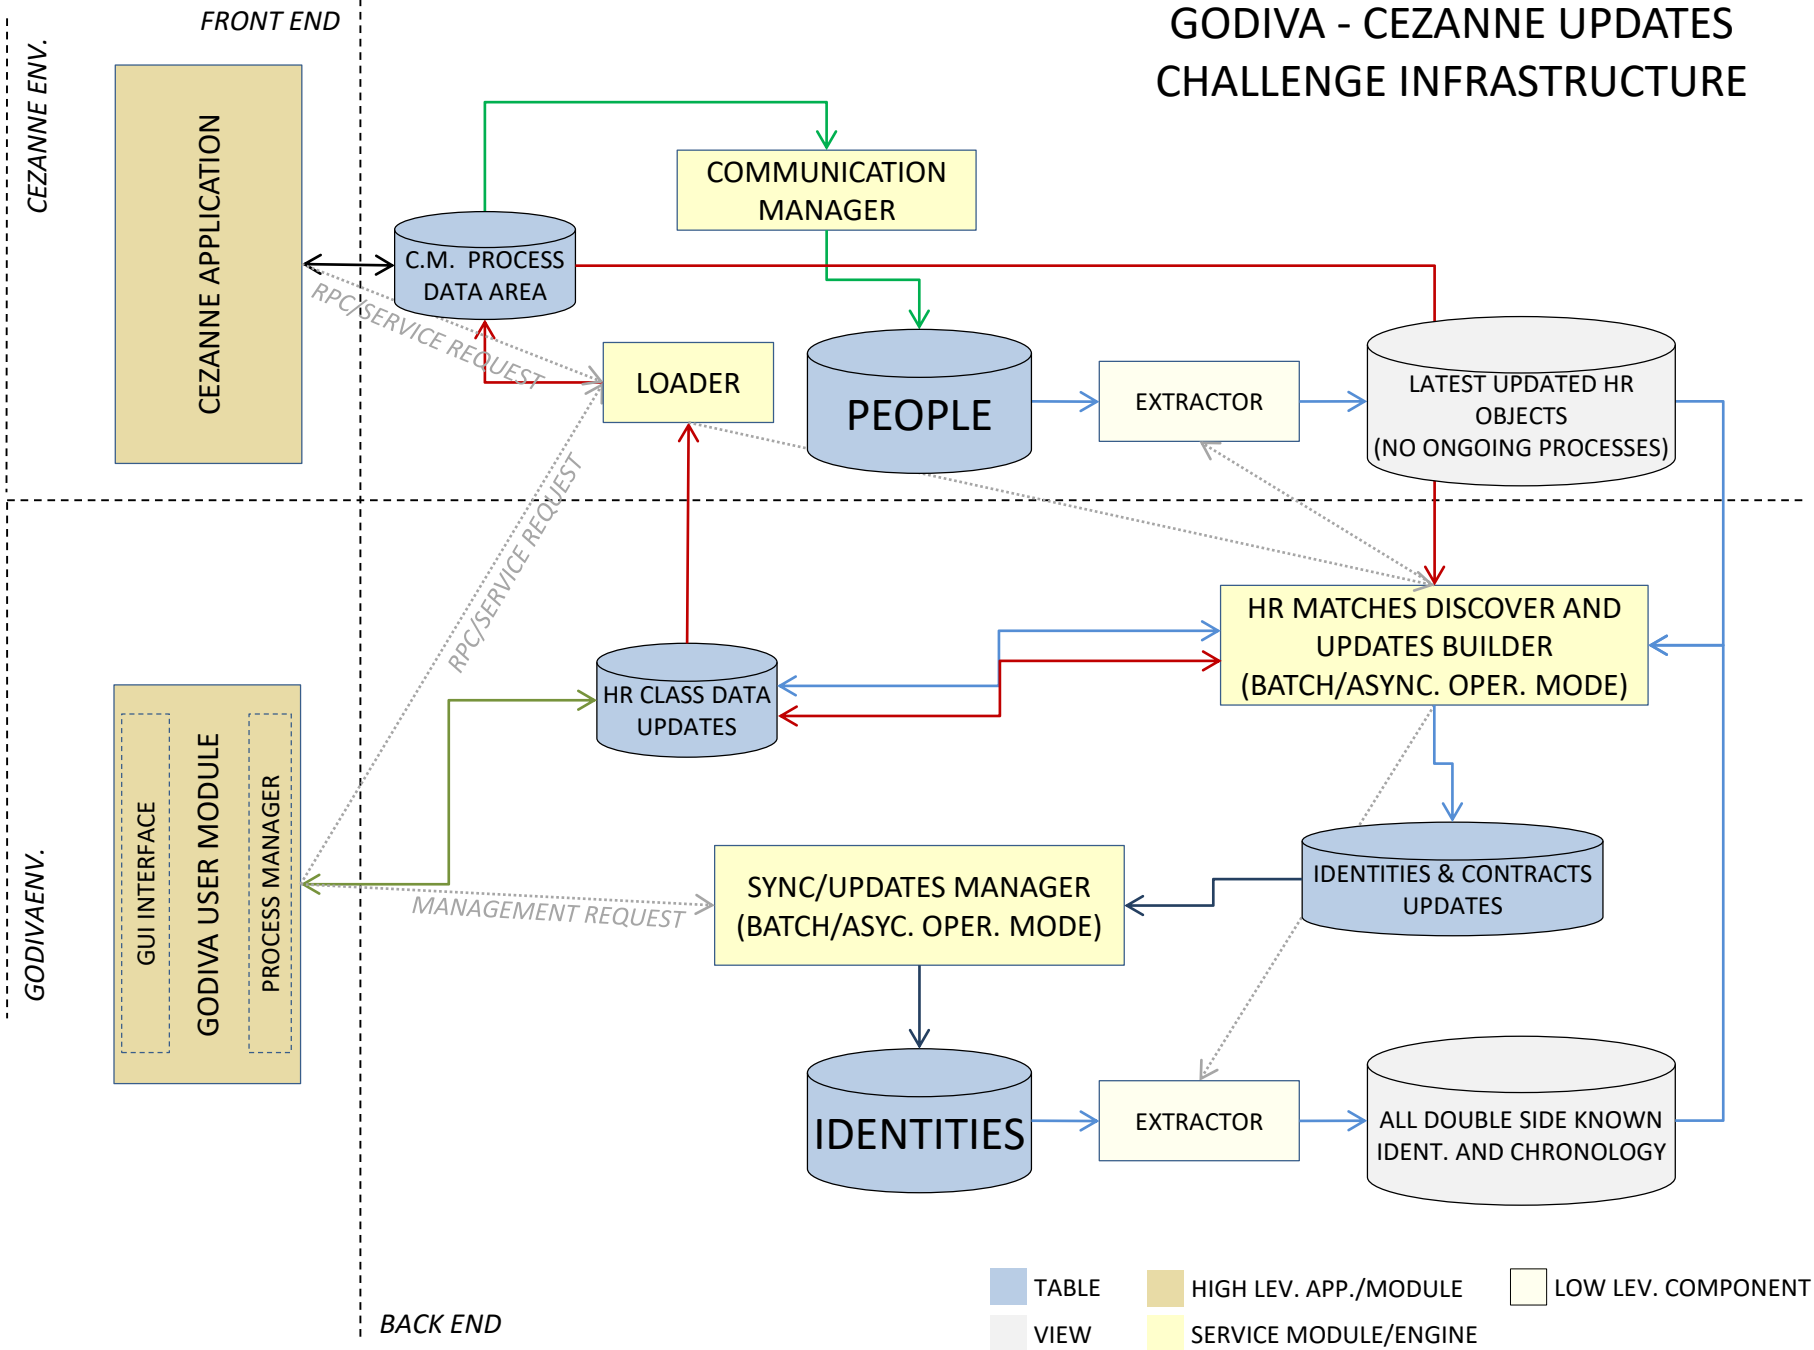 GODIVA - CEZANNE UPDATES
CHALLENGE INFRASTRUCTURE
FRONT END
CEZANNE ENV.
CEZANNE APPLICATION
COMMUNICATION
MANAGER
C.M. PROCESS
DATA AREA
RPC/SERVICE REQUEST
LOADER
PEOPLE
EXTRACTOR
LATEST UPDATED HR
OBJECTS
(NO ONGOING PROCESSES)
RPC/SERVICE REQUEST
HR MATCHES DISCOVER AND
UPDATES BUILDER
(BATCH/ASYNC. OPER. MODE)
HR CLASS DATA
UPDATES
GODIVAENV.
GUI INTERFACE
GODIVA USER MODULE
PROCESS MANAGER
MANAGEMENT REQUEST
SYNC/UPDATES MANAGER
(BATCH/ASYC. OPER. MODE)
IDENTITIES & CONTRACTS
UPDATES
IDENTITIES
EXTRACTOR
ALL DOUBLE SIDE KNOWN
IDENT. AND CHRONOLOGY
BACK END
TABLE
HIGH LEV. APP./MODULE
LOW LEV. COMPONENT
VIEW
SERVICE MODULE/ENGINE